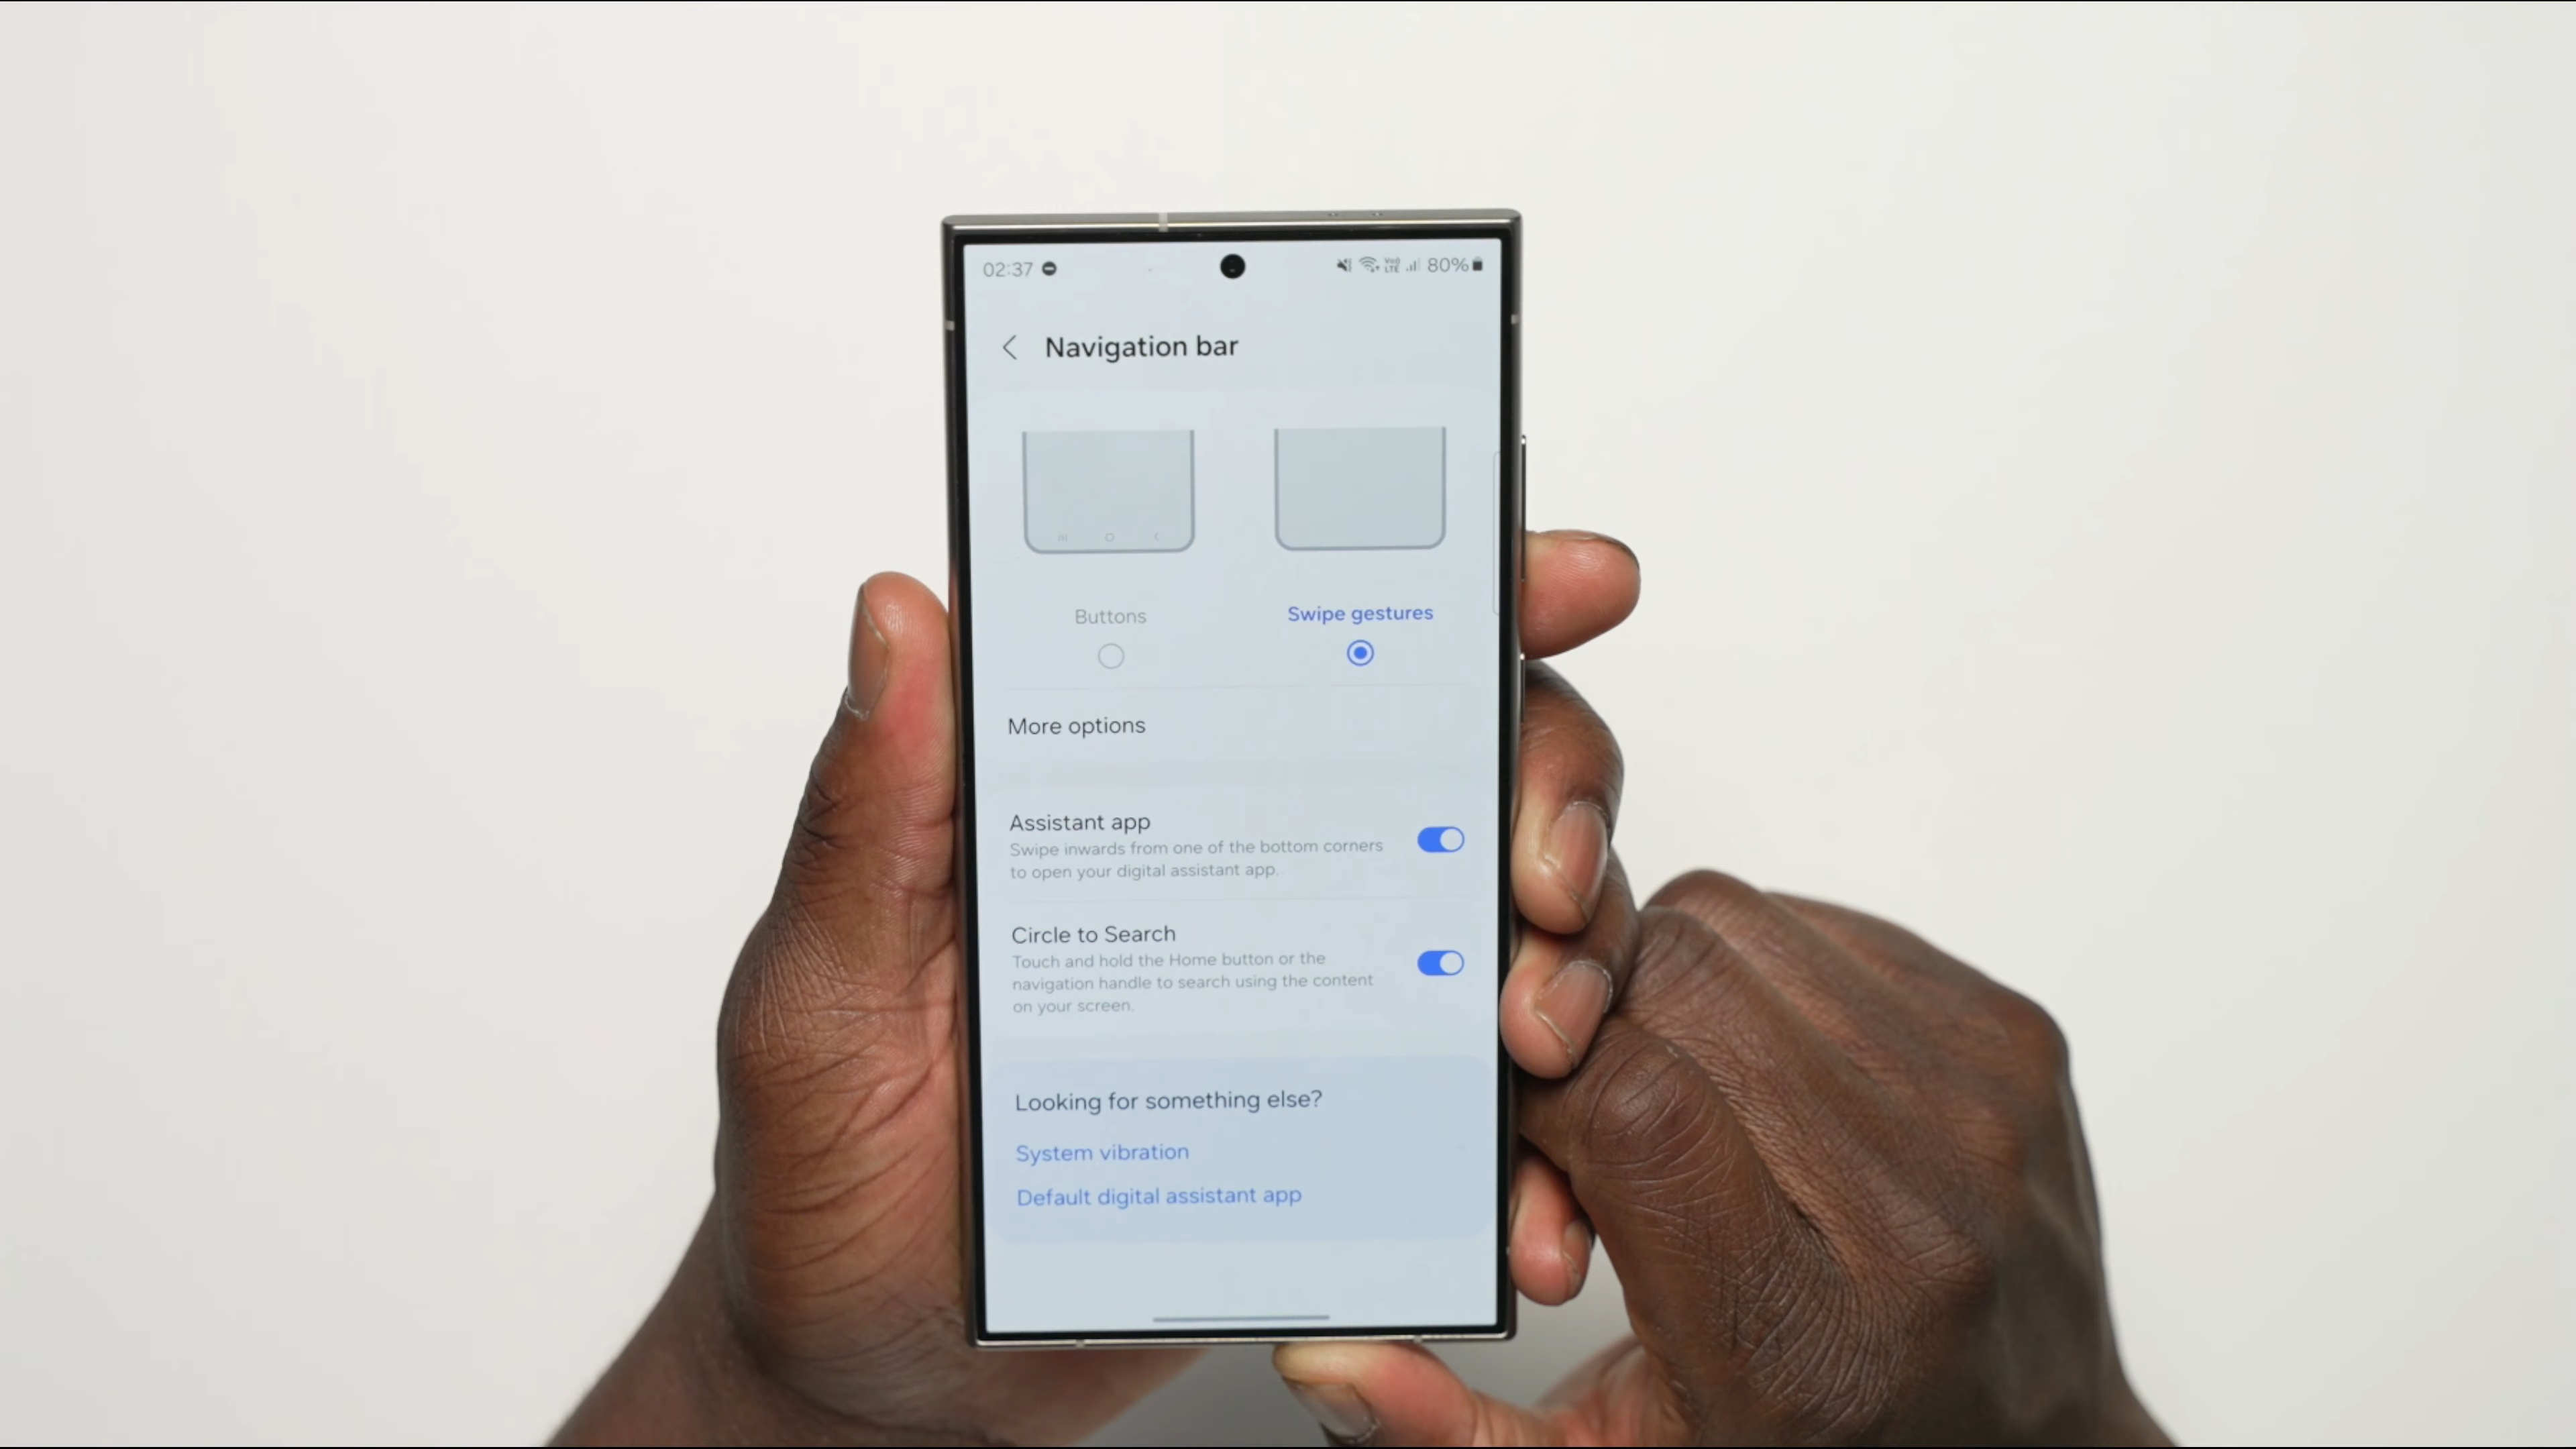 02:37
Vo)) LTE 80%
Navigation bar
Buttons
Swipe gestures
More options
Assistant app
Swipe inwards from one of the bottom corners
to open your digital assistant app.
Circle to Search
Touch and hold the Home button or the
navigation handle to search using the content
on your screen.
Looking for something else?
System vibration
Default digital assistant app